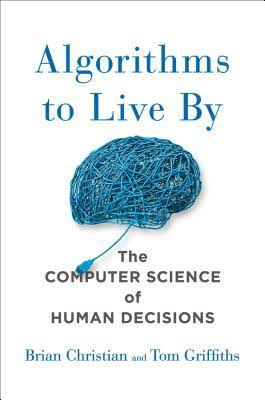 Algorithms
to Live By
The
COMPUTER SCIENCE
of
HUMAN DECISIONS
Brian Christian and Tom Griffiths